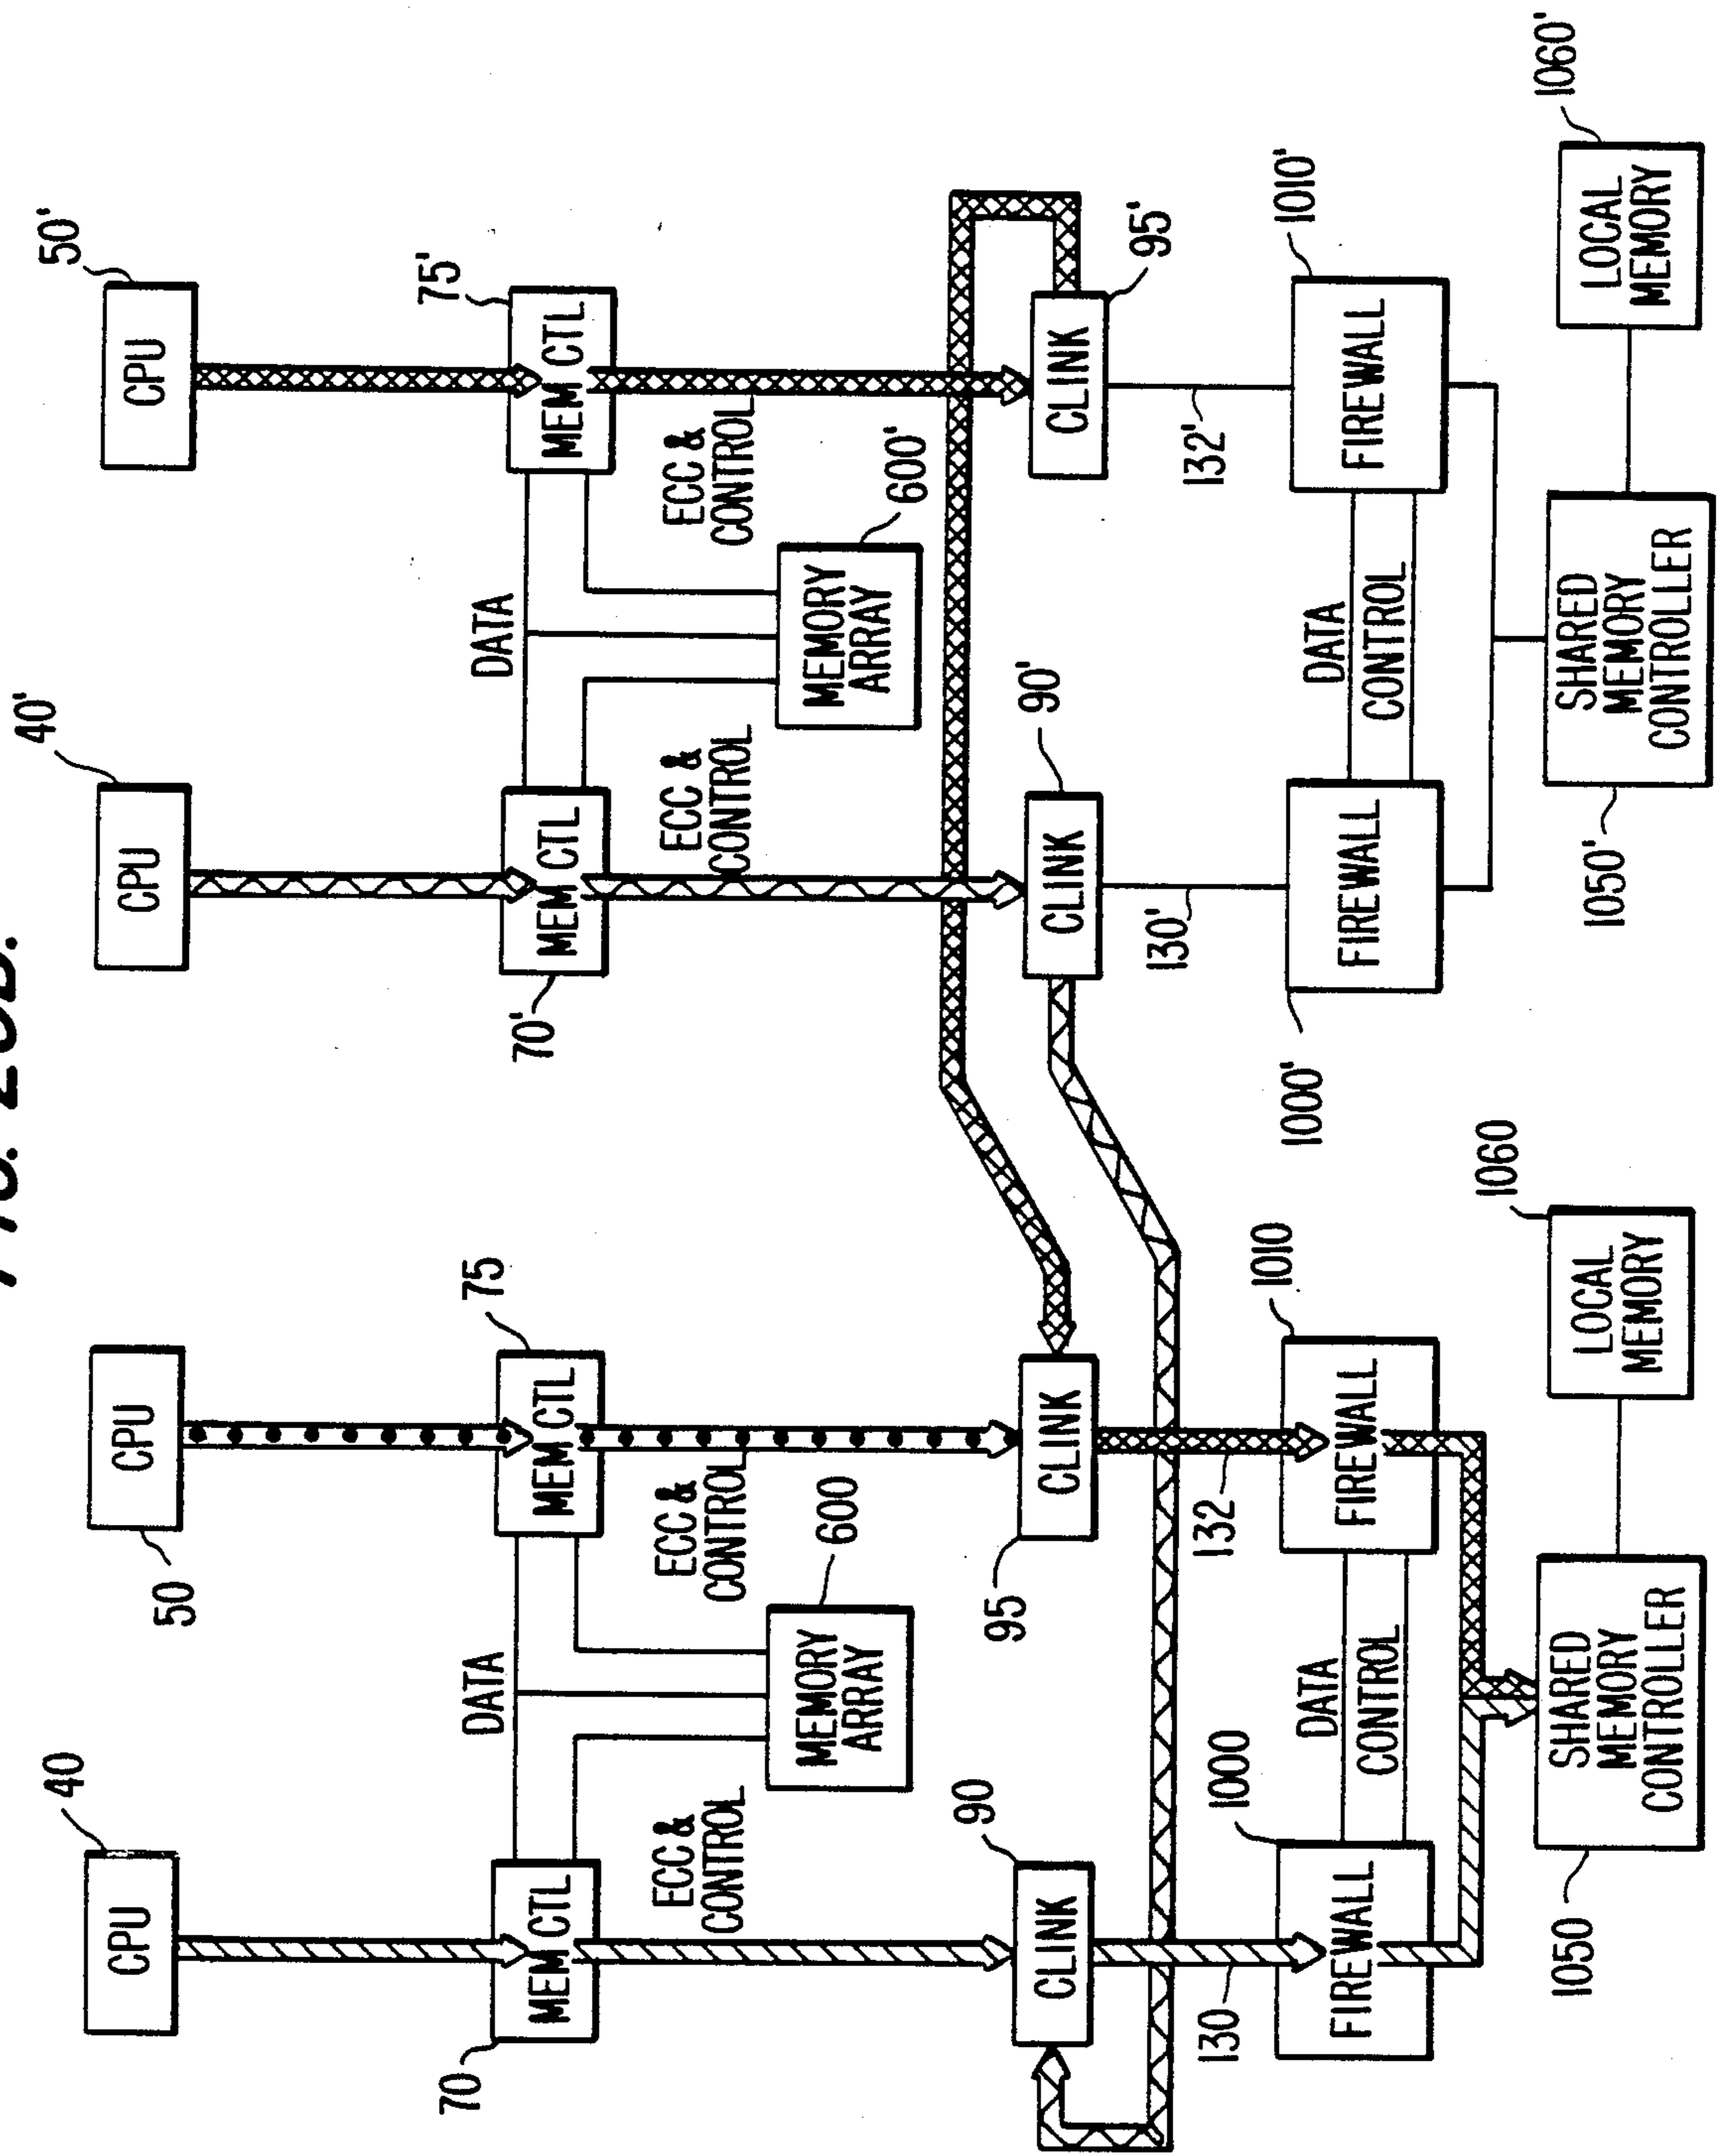 40
CPU
50
CPU
40'
CPU
50'
CPU
70
MEM CTL
DATA
75
MEM CTL
70'
MEM CTL
DATA
75'
MEM CTL
ECC &
CONTROL
ECC &
CONTROL
MEMORY
ARRAY
600
ECC &
CONTROL
ECC &
CONTROL
MEMORY
ARRAY
600'
90
CLINK
95
CLINK
90'
CLINK
95'
CLINK
130
132
130'
132'
1000
FIREWALL
DATA
CONTROL
1010
FIREWALL
1000'
FIREWALL
DATA
CONTROL
1010'
FIREWALL
1050
SHARED
MEMORY
CONTROLLER
1060
LOCAL
MEMORY
1050'
SHARED
MEMORY
CONTROLLER
1060'
LOCAL
MEMORY